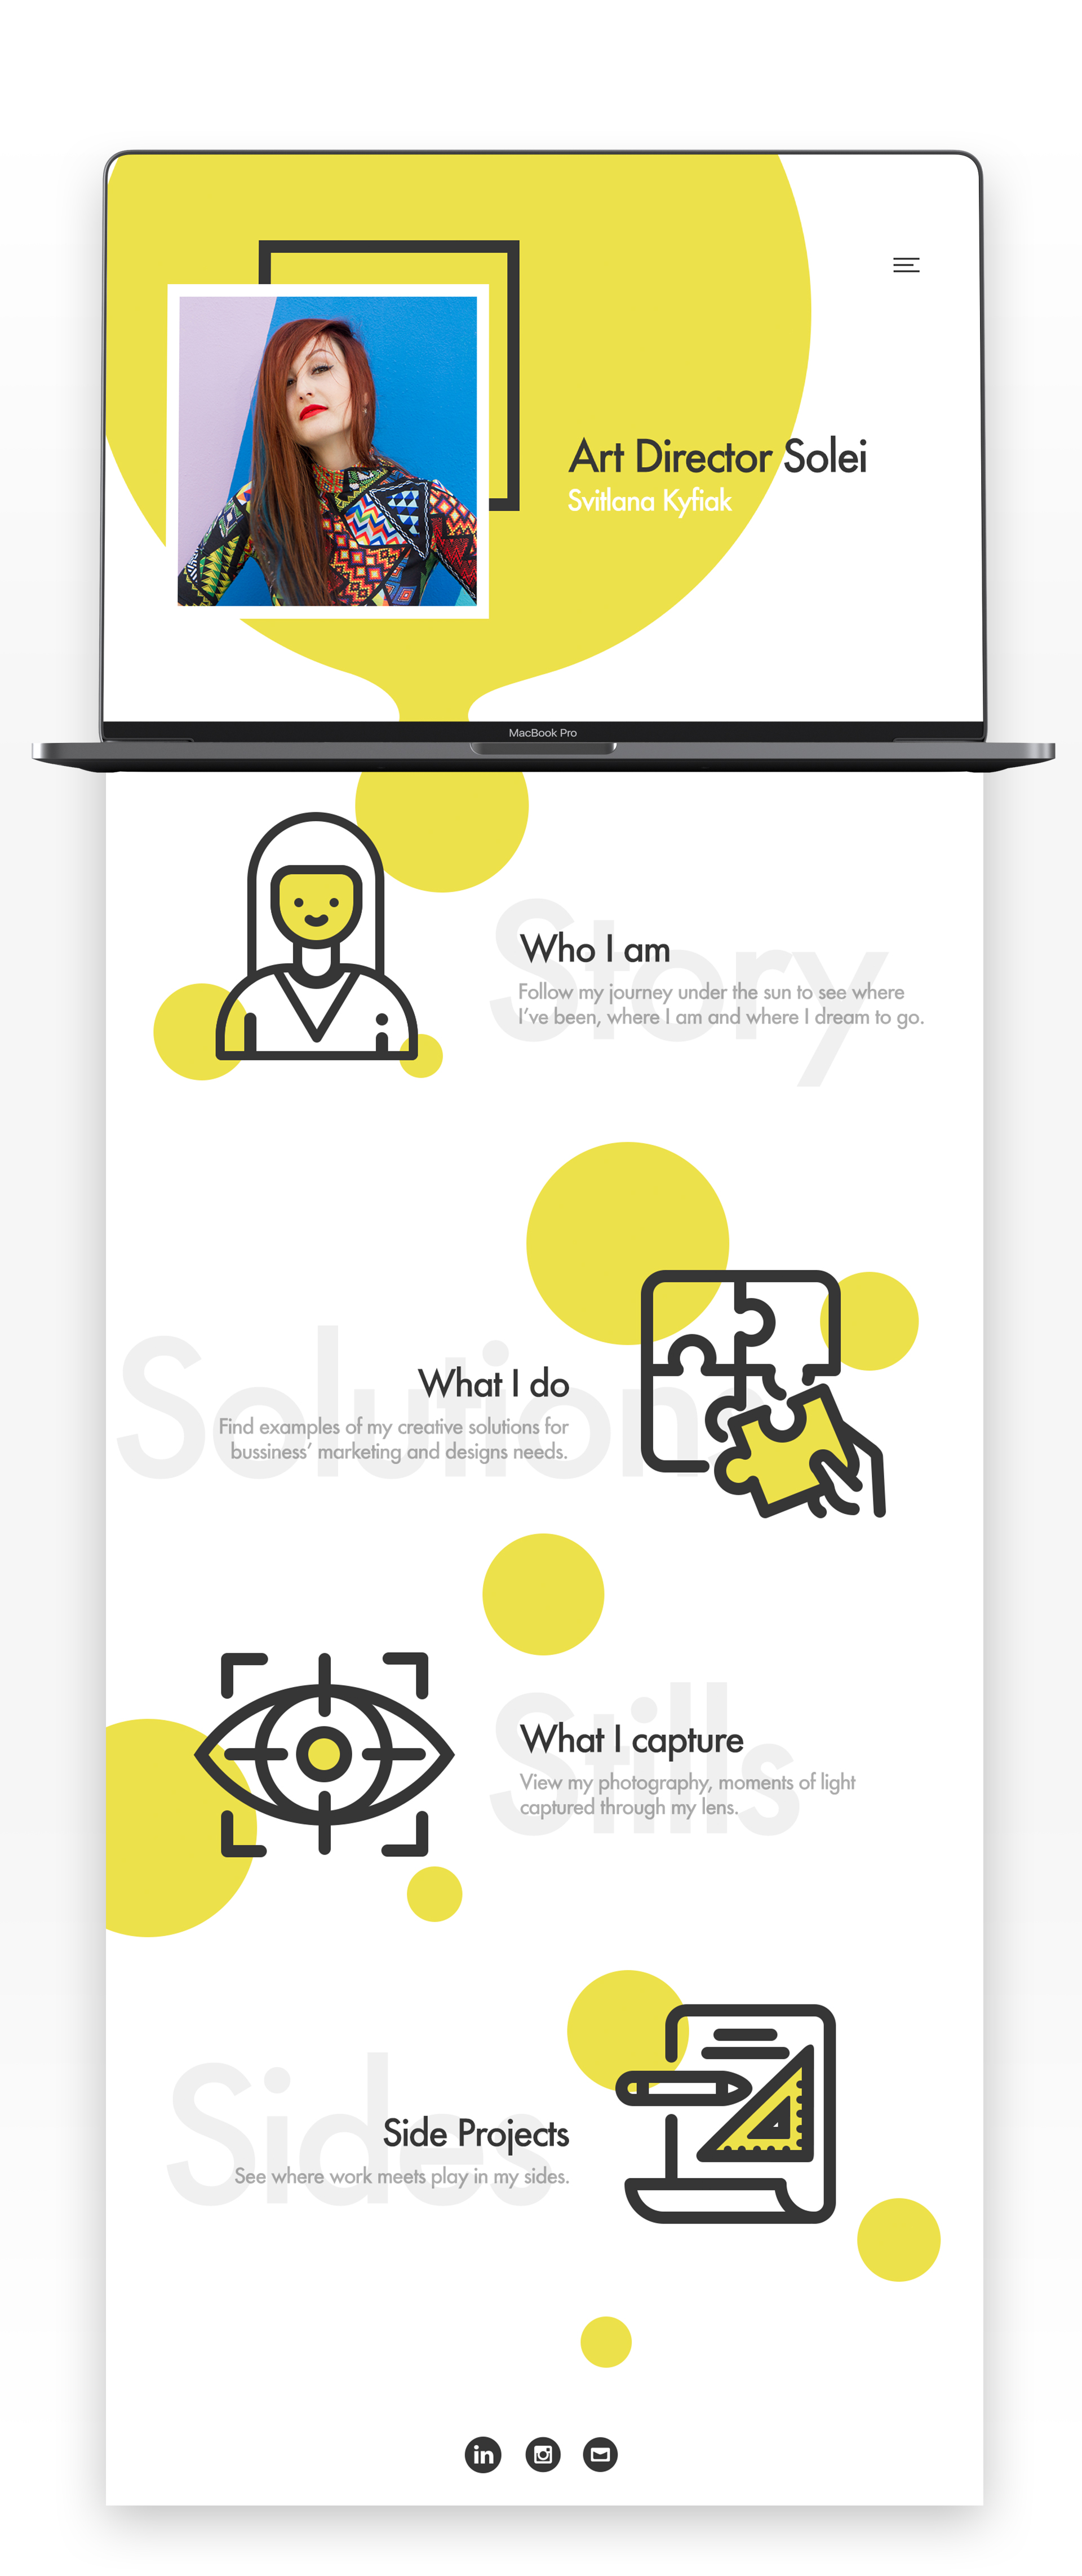 Art Director Solei
Svitlana Kyfiak
MacBook Pro
Story
Who I am
Follow my journey under the sun to see where
I've been, where I am and where I dream to go.
Solutions
What I do
Find examples of my creative solutions for
bussiness' marketing and designs needs.
Stills
What I capture
View my photography, moments of light
captured through my lens.
Sides
Side Projects
See where work meets play in my sides.
in